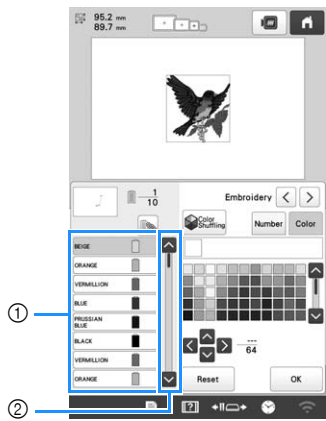 95.2 mm
89.7 mm
1
10
Embroidery
Color Shuffling
Number
Color
BEIGE
ORANGE
VERMILLION
BLUE
PRUSSIAN
BLUE
BLACK
VERMILLION
ORANGE
---
64
Reset
OK
[?]
①
②